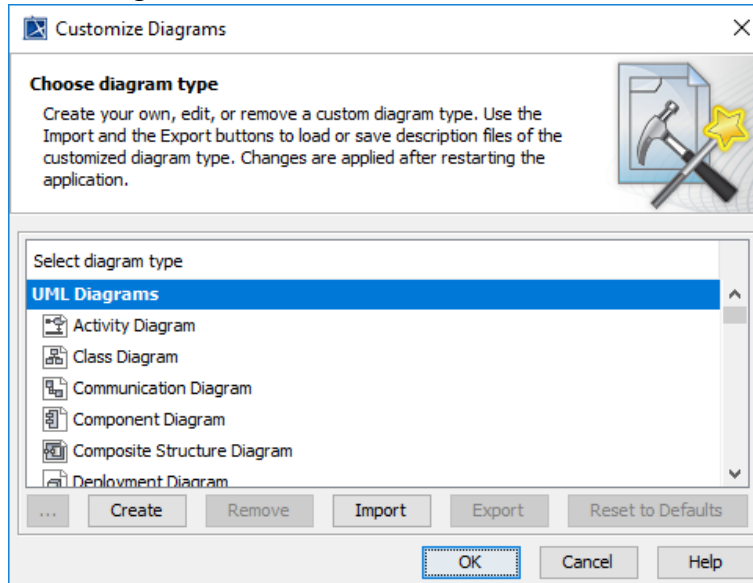 Customize Diagrams
Choose diagram type
Create your own, edit, or remove a custom diagram type. Use the
Import and the Export buttons to load or save description files of the
customized diagram type. Changes are applied after restarting the
application.
Select diagram type
UML Diagrams
Activity Diagram
Class Diagram
Communication Diagram
Component Diagram
Composite Structure Diagram
Deployment Diagram
... Create Remove Import Export Reset to Defaults
OK Cancel Help